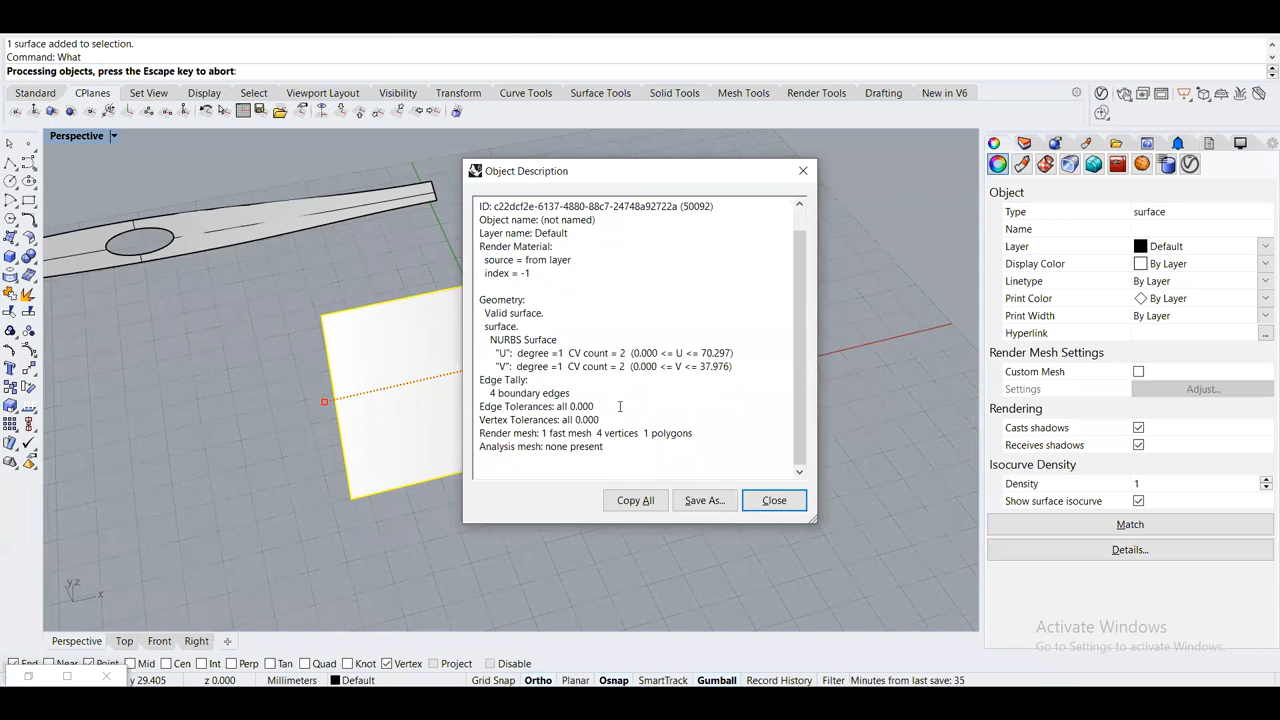 1 surface added to selection.
Command: What
Processing objects, press the Escape key to abort:
Standard CPlanes Set View Display Select Viewport Layout Visibility Transform Curve Tools Surface Tools Solid Tools Mesh Tools Render Tools Drafting New in V6
Perspective
Object Description
ID: c22dcf2e-6137-4880-88c7-24748a92722a (50092)
Object name: (not named)
Layer name: Default
Render Material:
source = from layer
index = -1
Geometry:
Valid surface.
surface.
NURBS Surface
"U": degree =1 CV count = 2 (0.000 <= U <= 70.297)
"V": degree =1 CV count = 2 (0.000 <= V <= 37.976)
Edge Tally:
4 boundary edges
Edge Tolerances: all 0.000
Vertex Tolerances: all 0.000
Render mesh: 1 fast mesh 4 vertices 1 polygons
Analysis mesh: none present
Copy All Save As... Close
Object
Type surface
Name
Layer Default
Display Color By Layer
Linetype By Layer
Print Color By Layer
Print Width By Layer
Hyperlink ...
Render Mesh Settings
Custom Mesh
Settings Adjust...
Rendering
Casts shadows
Receives shadows
Isocurve Density
Density 1
Show surface isocurve
Match
Details...
Activate Windows
Go to Settings to activate Windows.
y z
x
Perspective Top Front Right
End Near Point Mid Cen Int Perp Tan Quad Knot Vertex Project Disable
y 29.405 z 0.000 Millimeters Default Grid Snap Ortho Planar Osnap SmartTrack Gumball Record History Filter Minutes from last save: 35